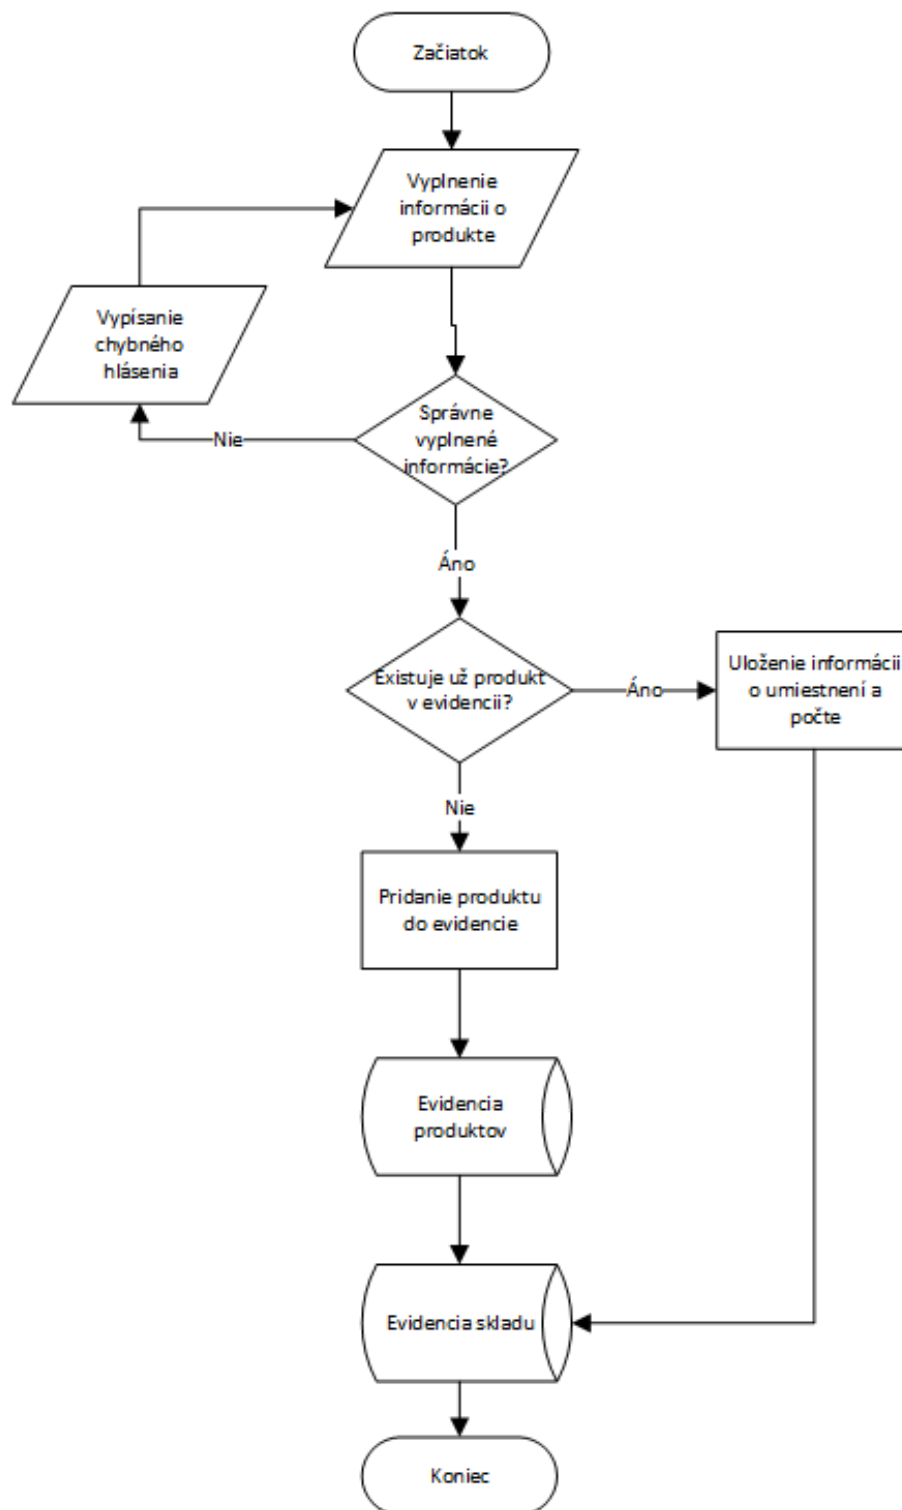 Začiatok
Vyplnenie
informácii o
produkte
Vypísanie
chybného
hlásenia
Správne
vyplnené
informácie?
Nie
Áno
Existuje už produkt
v evidencii?
Áno
Uloženie informácii
o umiestnení a
počte
Nie
Pridanie produktu
do evidencie
Evidencia
produktov
Evidencia skladu
Koniec